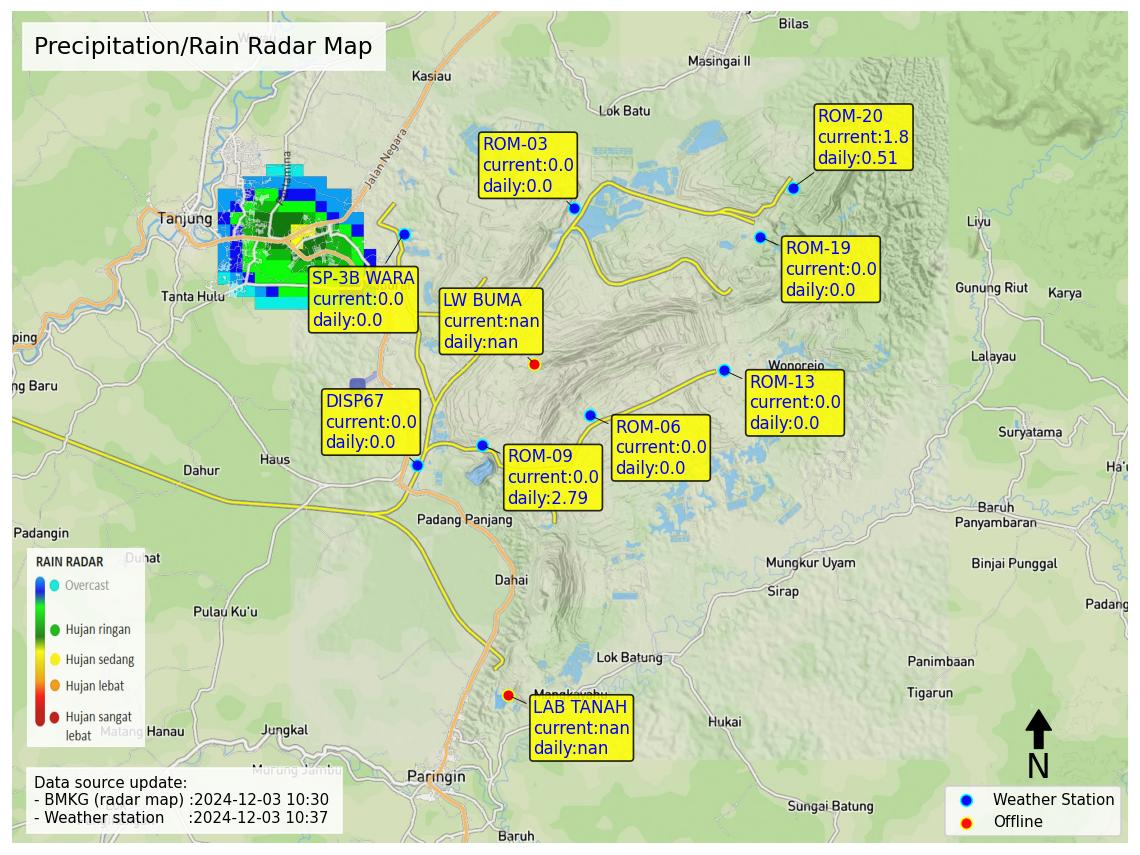 Precipitation/Rain Radar Map
Bilas
Masingai II
Kasiau
Lok Batu
Jalan Negara
ROM-20
current:1.8
daily:0.51
ROM-03
current:0.0
daily:0.0
Tanjung
Liyu
ROM-19
current:0.0
daily:0.0
SP-3B WARA
current:0.0
daily:0.0
Tanta Hulu
LW BUMA
current:nan
daily:nan
Gunung Riut
Karya
ping
Lalayau
ng Baru
Wonorejo
ROM-13
current:0.0
daily:0.0
DISP67
current:0.0
daily:0.0
ROM-06
current:0.0
daily:0.0
Suryatama
ROM-09
current:0.0
daily:2.79
Haus
Dahur
Padang Panjang
Baruh
Panyambaran
Padangin
Duhat
Binjai Punggal
Mungkur Uyam
Sirap
Dahai
Padang
Pulau Ku'u
RAIN RADAR
Overcast
Hujan ringan
Hujan sedang
Hujan lebat
Hujan sangat
lebat
Lok Batung
Panimbaan
Tigarun
LAB TANAH
current:nan
daily:nan
Hukai
Matang Hanau
Jungkal
Murung Jambu
Paringin
Sungai Batung
Baruh
Data source update:
- BMKG (radar map) :2024-12-03 10:30
- Weather station :2024-12-03 10:37
N
Weather Station
Offline